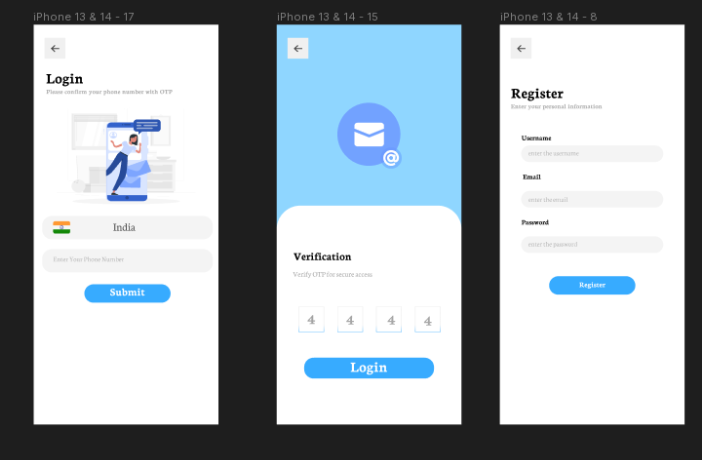 iPhone 13 & 14 - 17
Login
Please confirm your phone number with OTP
India
Enter Your Phone Number
Submit
iPhone 13 & 14 - 15
@
Verification
Verify OTP for secure access
4 4 4 4
Login
iPhone 13 & 14 - 8
Register
Enter your personal information
Username
enter the username
Email
enter the email
Password
enter the password
Register